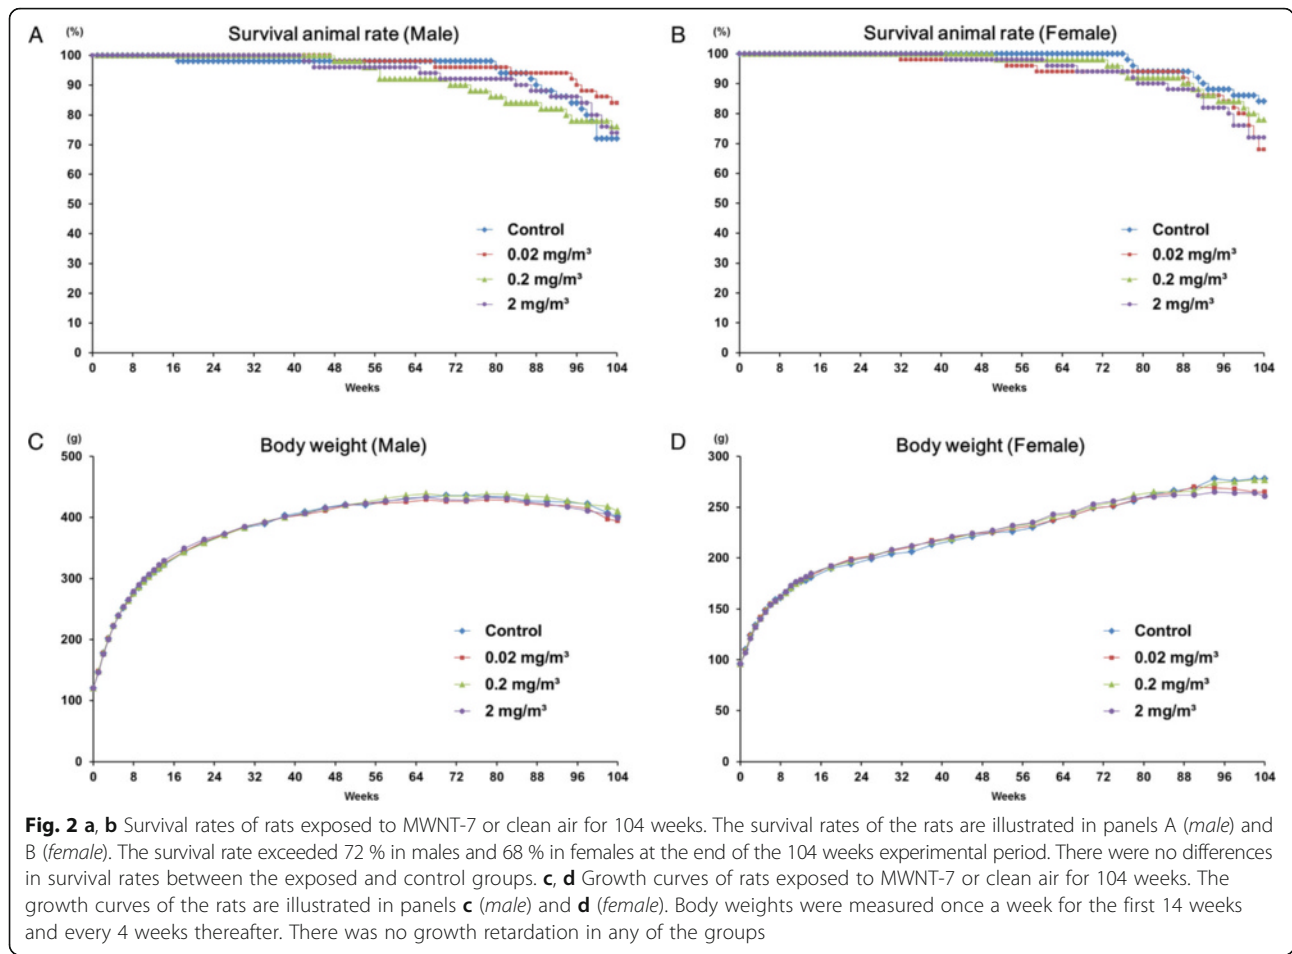 A
(%)
Survival animal rate (Male)
100
90
80
70
60
50
40
30
20
10
0
0 8 16 24 32 40 48 56 64 72 80 88 96 104
Weeks
Control
0.02 mg/m³
0.2 mg/m³
2 mg/m³
B
(%)
Survival animal rate (Female)
100
90
80
70
60
50
40
30
20
10
0
0 8 16 24 32 40 48 56 64 72 80 88 96 104
Weeks
Control
0.02 mg/m³
0.2 mg/m³
2 mg/m³
C
(g)
Body weight (Male)
500
400
300
200
100
0
0 8 16 24 32 40 48 56 64 72 80 88 96 104
Weeks
Control
0.02 mg/m³
0.2 mg/m³
2 mg/m³
D
(g)
Body weight (Female)
300
250
200
150
100
50
0
0 8 16 24 32 40 48 56 64 72 80 88 96 104
Weeks
Control
0.02 mg/m³
0.2 mg/m³
2 mg/m³
Fig. 2 a, b Survival rates of rats exposed to MWNT-7 or clean air for 104 weeks. The survival rates of the rats are illustrated in panels A (male) and
B (female). The survival rate exceeded 72 % in males and 68 % in females at the end of the 104 weeks experimental period. There were no differences
in survival rates between the exposed and control groups. c, d Growth curves of rats exposed to MWNT-7 or clean air for 104 weeks. The
growth curves of the rats are illustrated in panels c (male) and d (female). Body weights were measured once a week for the first 14 weeks
and every 4 weeks thereafter. There was no growth retardation in any of the groups